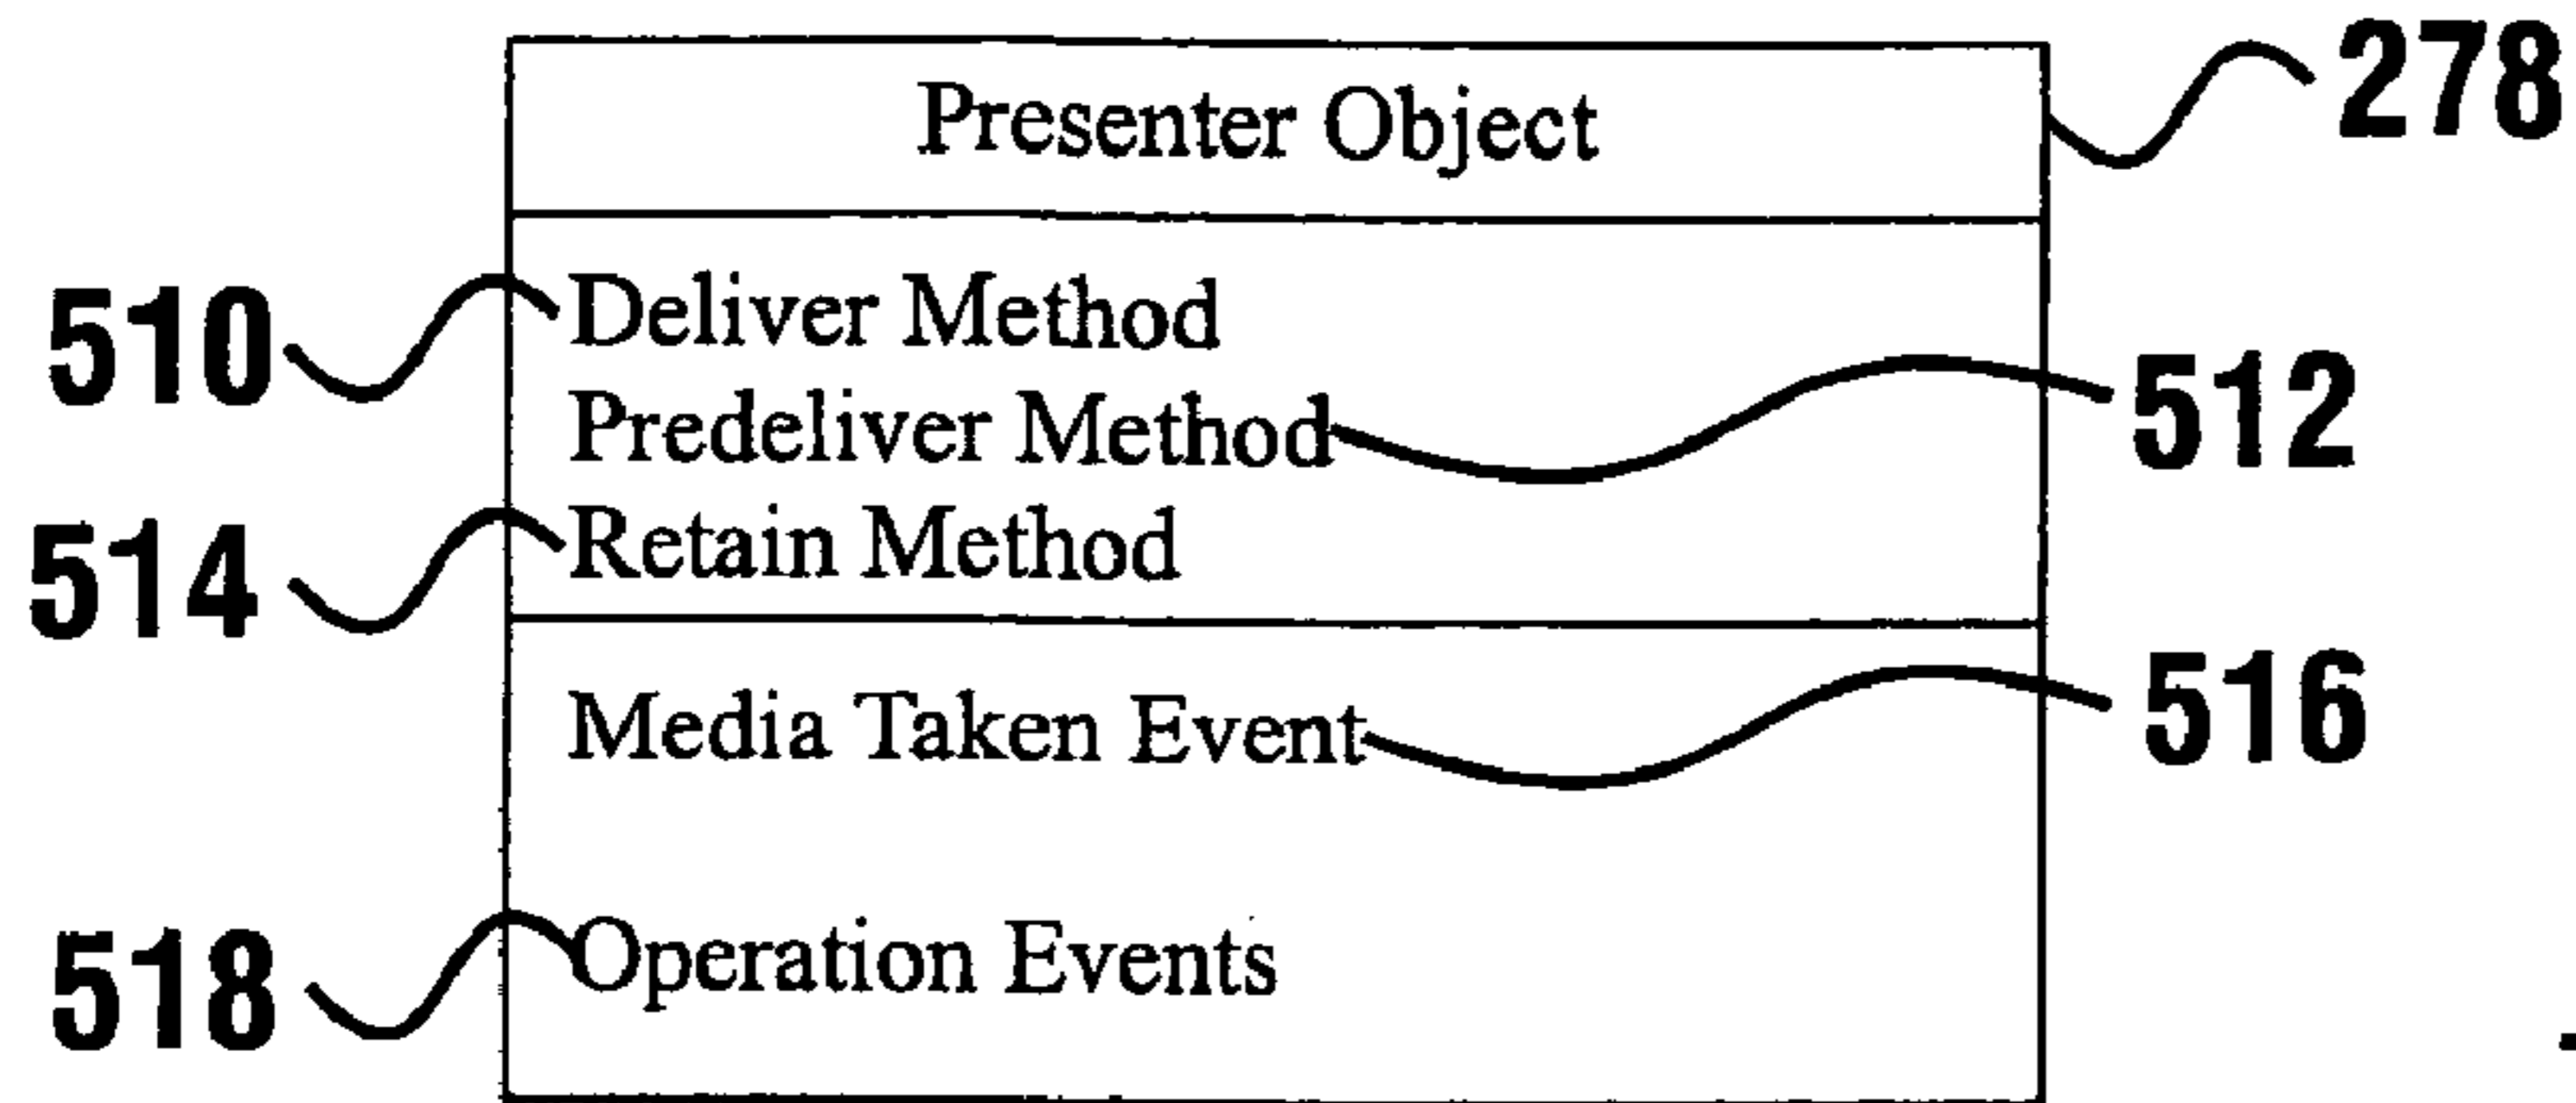 Presenter Object
278
510
Deliver Method
Predeliver Method
512
514
Retain Method
Media Taken Event
516
518
Operation Events